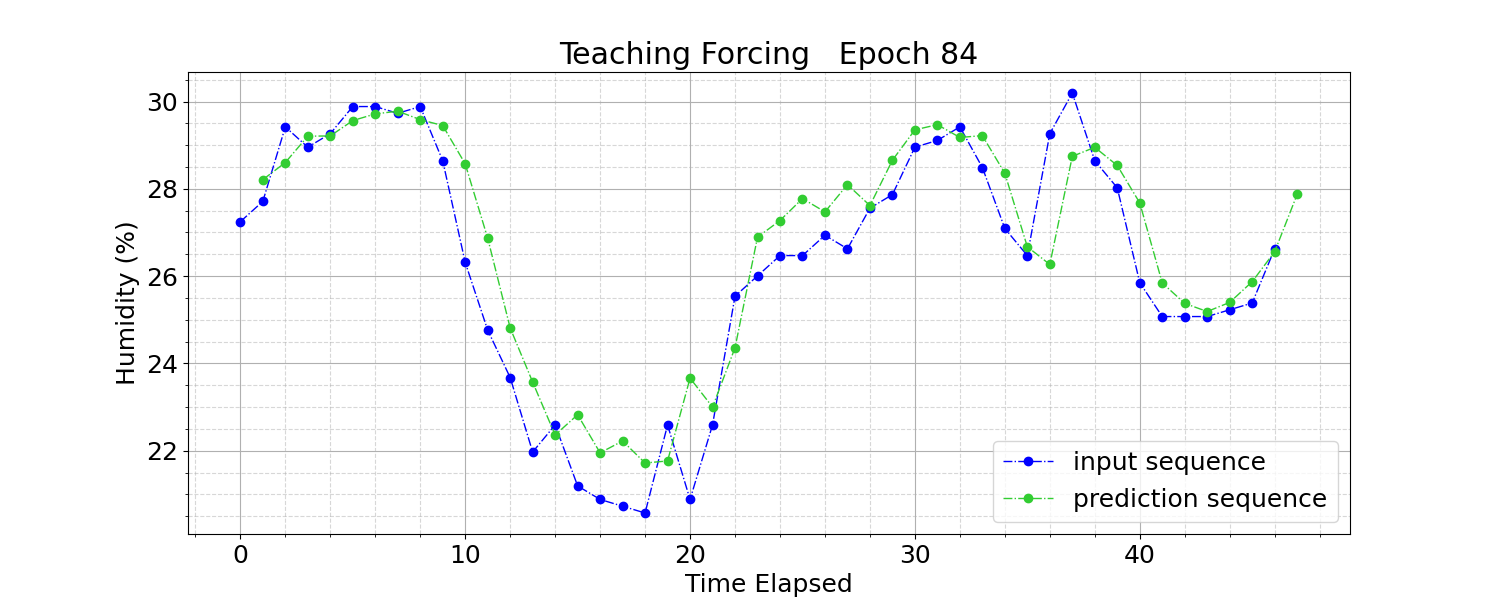 Teaching Forcing   Epoch 84
Humidity (%)
30
28
26
24
22
0 10 20 30 40
Time Elapsed
input sequence
prediction sequence